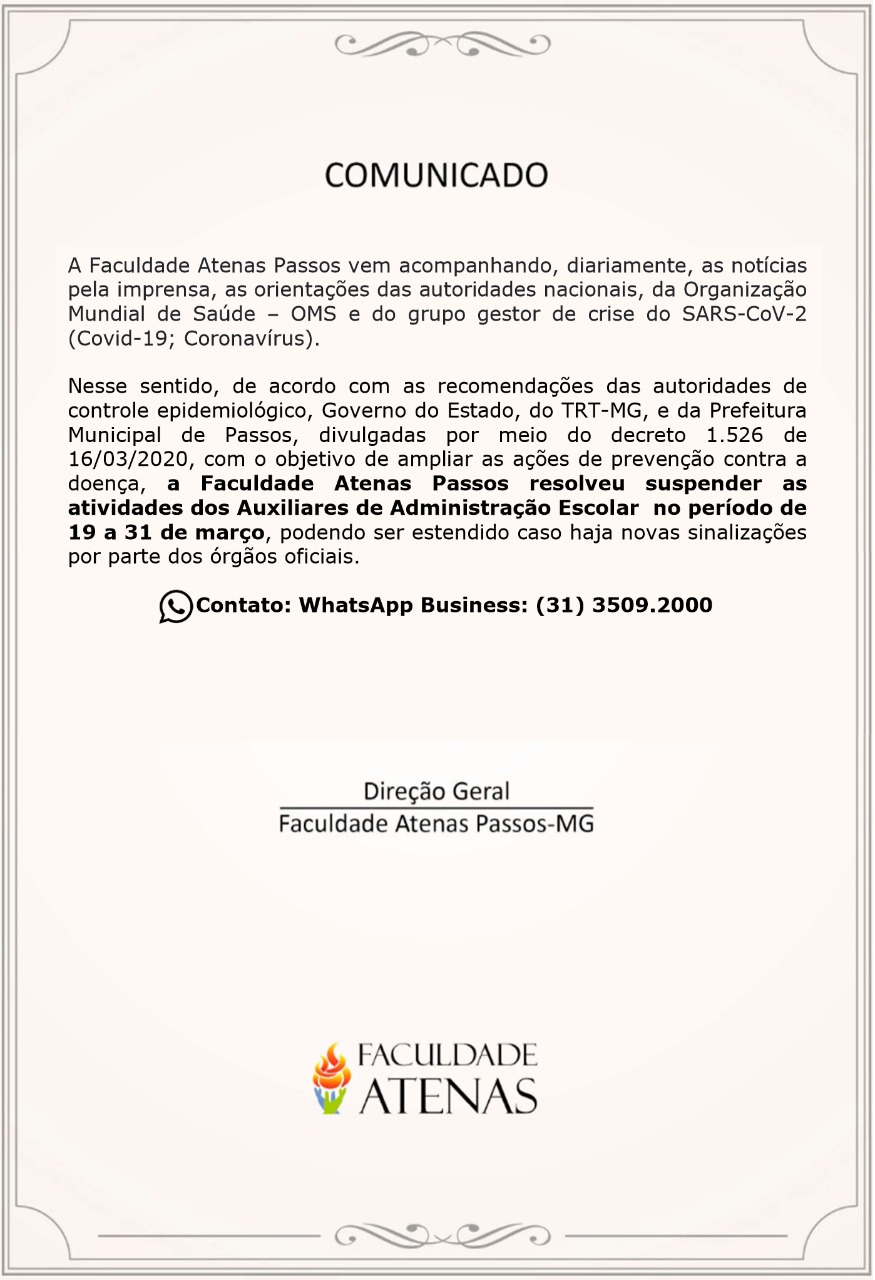 COMUNICADO
A Faculdade Atenas Passos vem acompanhando, diariamente, as notícias
pela imprensa, as orientações das autoridades nacionais, da Organização
Mundial de Saúde – OMS e do grupo gestor de crise do SARS-CoV-2
(Covid-19; Coronavírus).
Nesse sentido, de acordo com as recomendações das autoridades de
controle epidemiológico, Governo do Estado, do TRT-MG, e da Prefeitura
Municipal de Passos, divulgadas por meio do decreto 1.526 de
16/03/2020, com o objetivo de ampliar as ações de prevenção contra a
doença, a Faculdade Atenas Passos resolveu suspender as
atividades dos Auxiliares de Administração Escolar no período de
19 a 31 de março, podendo ser estendido caso haja novas sinalizações
por parte dos órgãos oficiais.
Contato: WhatsApp Business: (31) 3509.2000
Direção Geral
Faculdade Atenas Passos-MG
FACULDADE
ATENAS